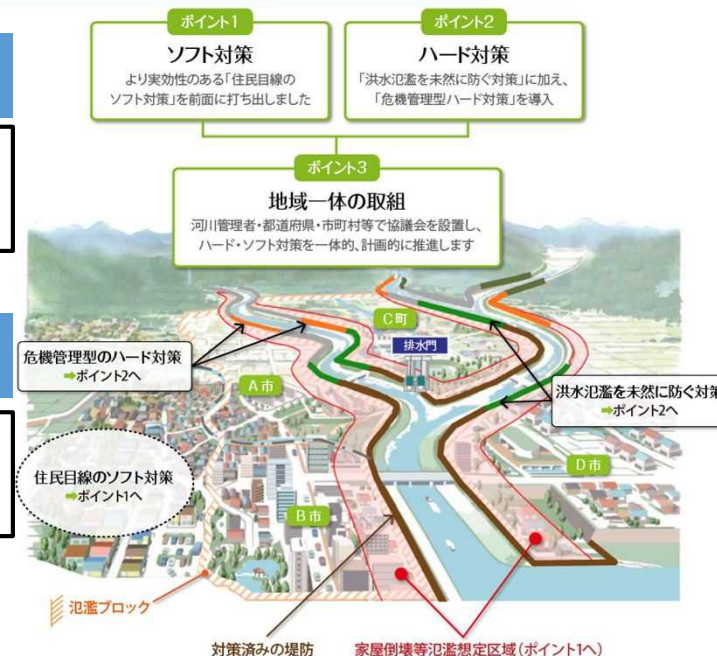 ポイント1
ソフト対策
より実効性のある「住民目線の
ソフト対策」を前面に打ち出しました
ポイント2
ハード対策
「洪水氾濫を未然に防ぐ対策」に加え、
「危機管理型ハード対策」を導入
ポイント3
地域一体の取組
河川管理者・都道府県・市町村等で協議会を設置し、
ハード・ソフト対策を一体的、計画的に推進します
C町
排水門
危機管理型のハード対策
➡ポイント2へ
A市
洪水氾濫を未然に防ぐ対策
➡ポイント2へ
住民目線のソフト対策
➡ポイント1へ
D市
B市
氾濫ブロック
対策済みの堤防
家屋倒壊等氾濫想定区域(ポイント1へ)